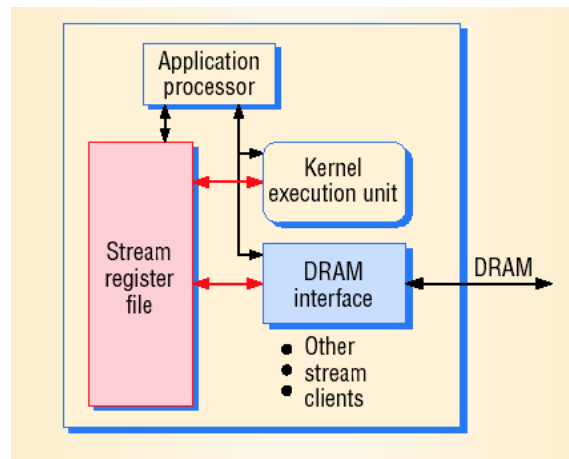 Application
processor
Kernel
execution unit
Stream
register
file
DRAM
interface
DRAM
Other
stream
clients